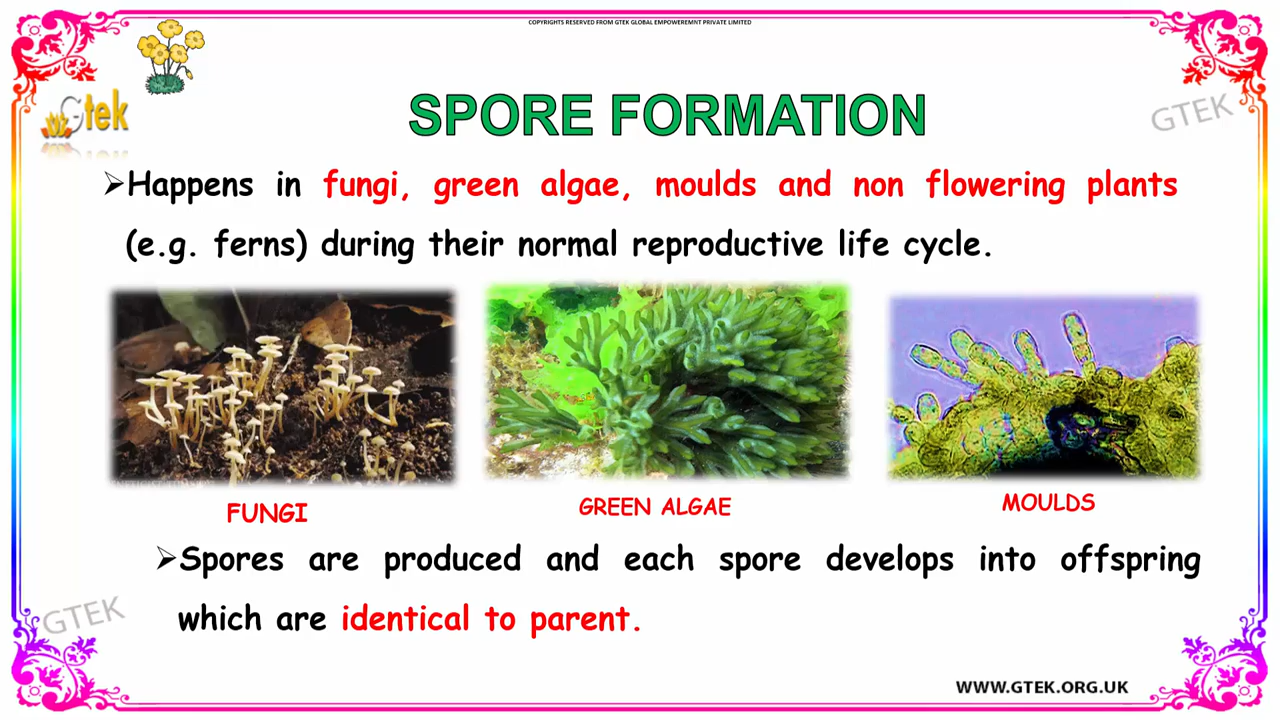 COPYRIGHTS RESERVED FROM GTEK GLOBAL EMPOWEREMNT PRIVATE LIMITED
Gtek
GTEK
SPORE FORMATION
➢Happens in fungi, green algae, moulds and non flowering plants
(e.g. ferns) during their normal reproductive life cycle.
FUNGI
GREEN ALGAE
MOULDS
➢Spores are produced and each spore develops into offspring
which are identical to parent.
GTEK
WWW.GTEK.ORG.UK